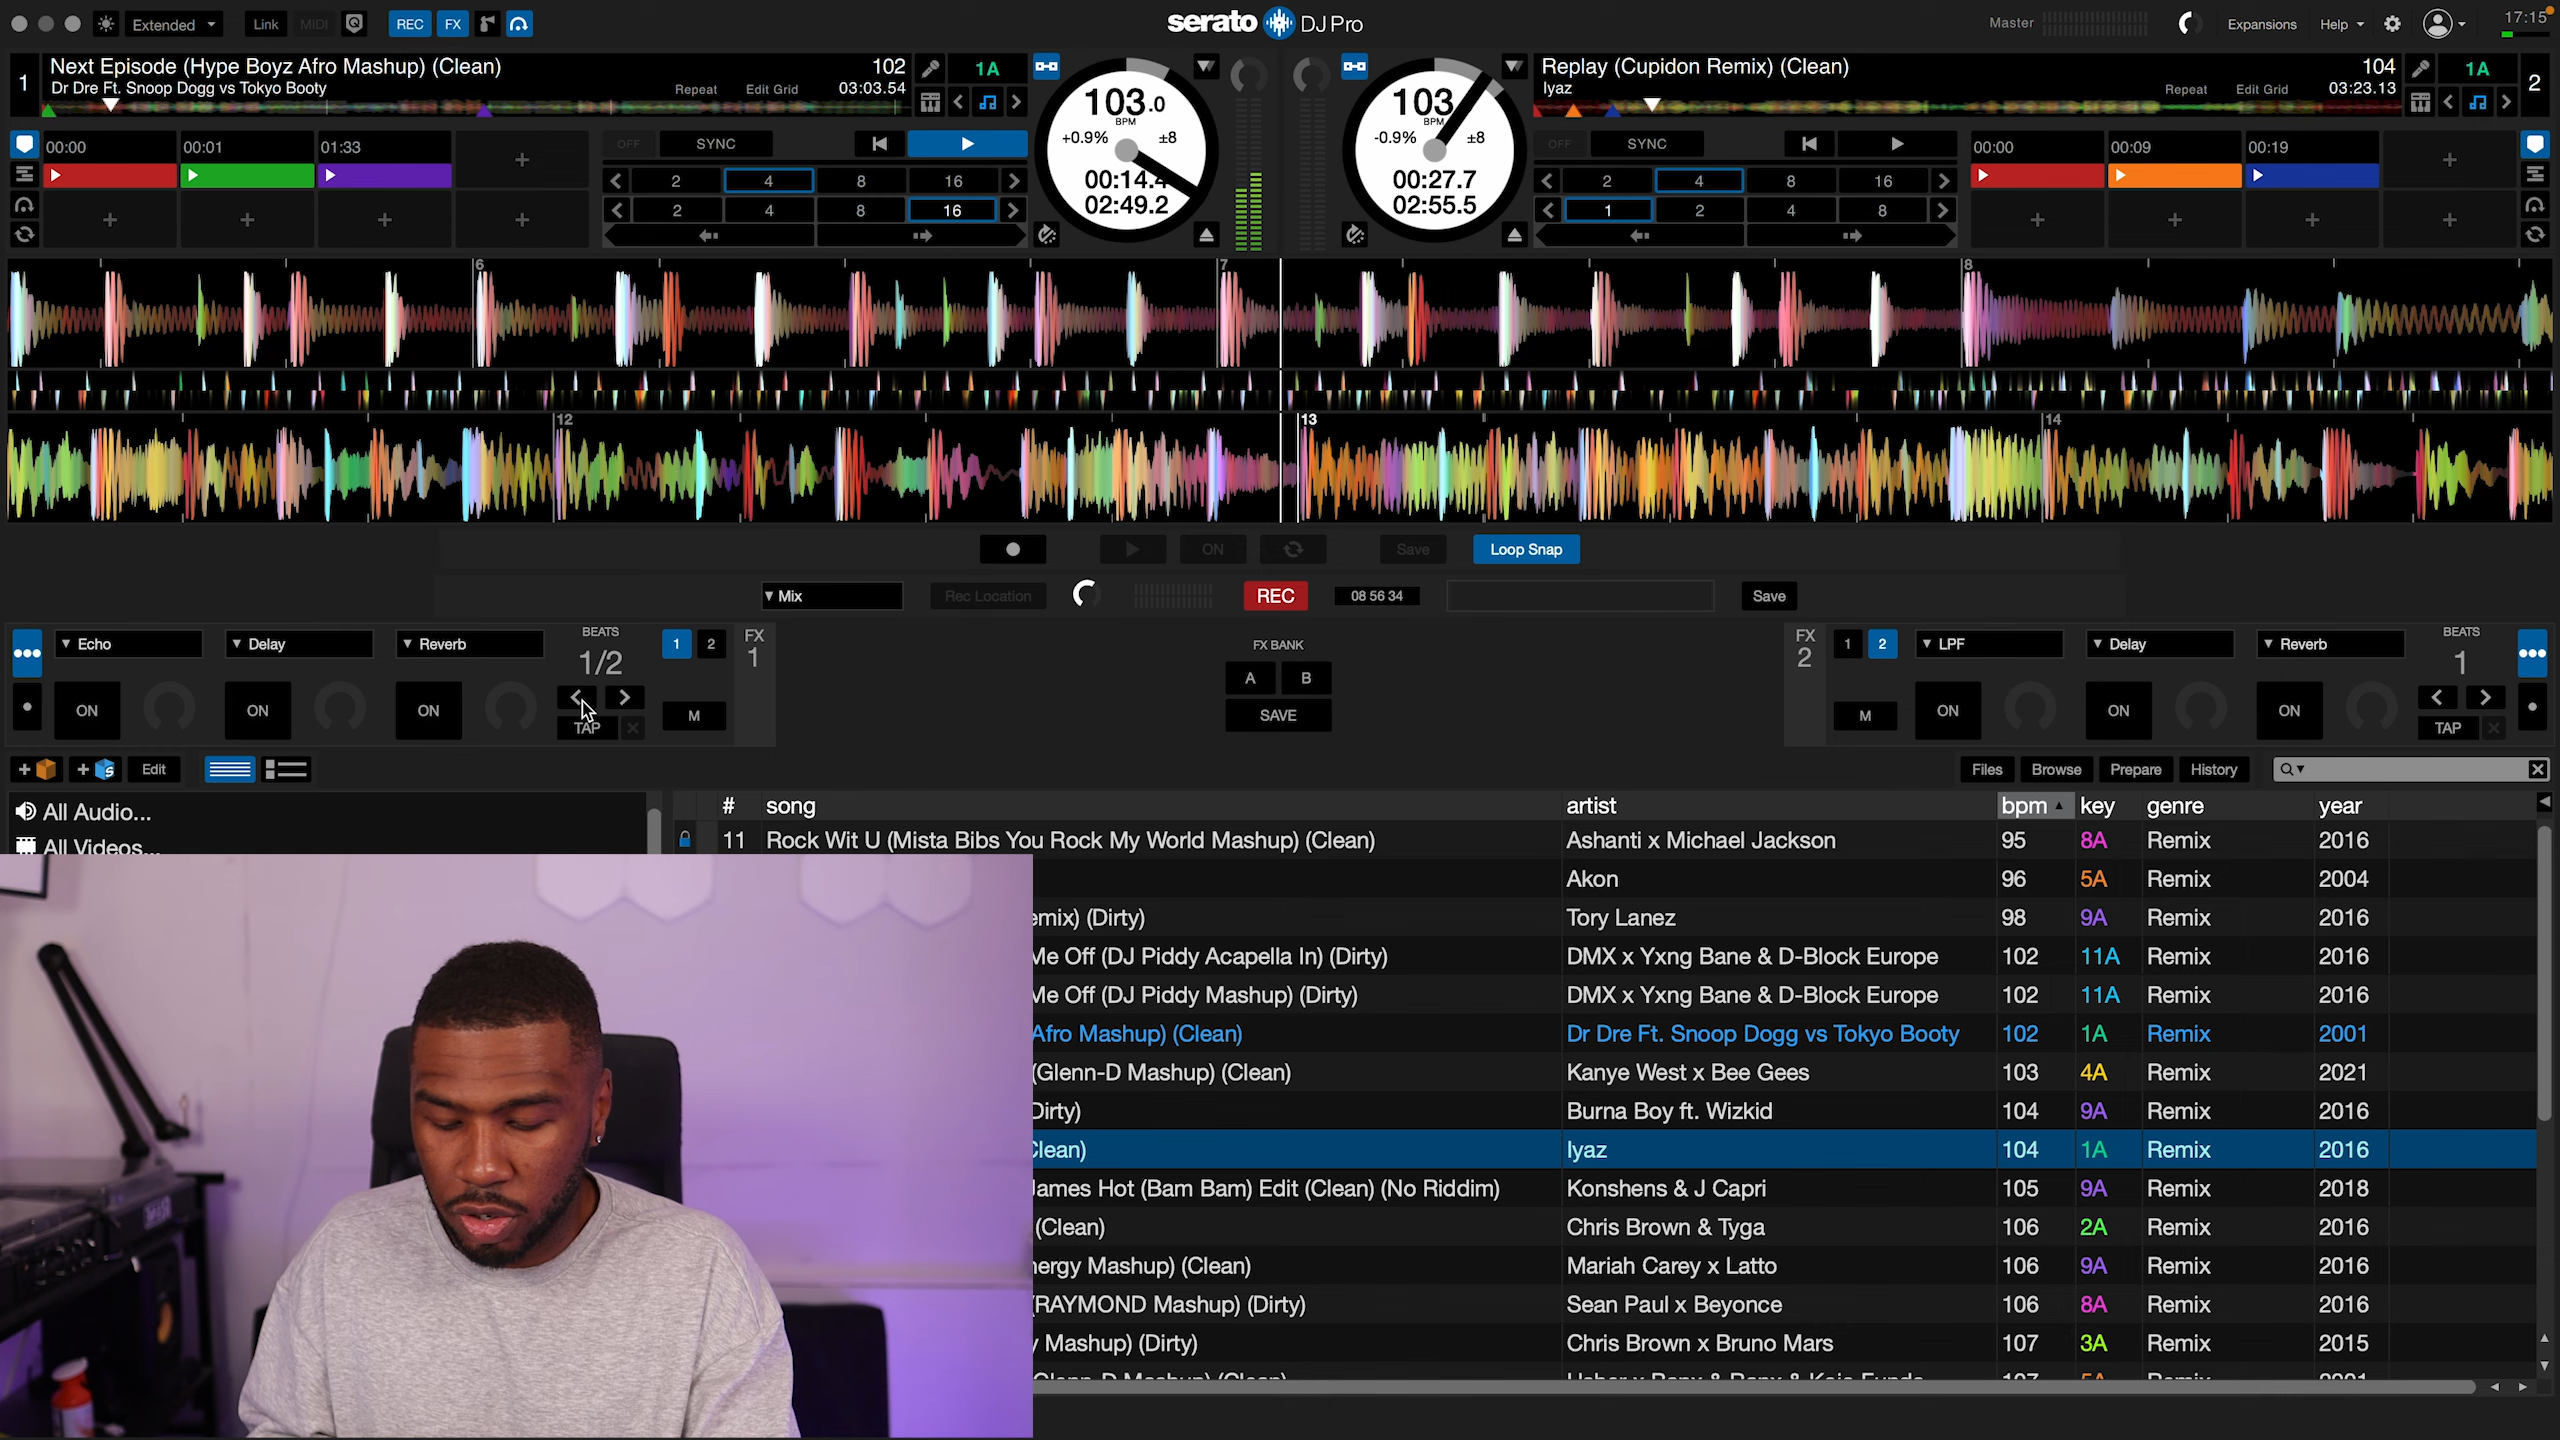 Extended Link MIDI REC FX serato DJ Pro Master Expansions Help 17:15
1 Next Episode (Hype Boyz Afro Mashup) (Clean) 102 1A
Dr Dre Ft. Snoop Dogg vs Tokyo Booty Repeat Edit Grid 03:03.54
103.0
BPM
+0.9% ±8
00:14.4
02:49.2
Replay (Cupidon Remix) (Clean) 104 1A 2
Iyaz Repeat Edit Grid 03:23.13
103
BPM
-0.9% ±8
00:27.7
02:55.5
00:00 00:01 01:33 OFF SYNC
2 4 8 16
2 4 8 16
OFF SYNC 00:00 00:09 00:19
2 4 8 16
1 2 4 8
6 7 8
12 13 14
ON Save Loop Snap
Mix Rec Location REC 08 56 34 Save
Echo Delay Reverb BEATS 1/2 1 2 FX 1
ON ON ON TAP M
FX BANK
A B
SAVE
FX 2 1 2 LPF Delay Reverb BEATS 1
M ON ON ON TAP
Edit Files Browse Prepare History
All Audio...
All Videos...
# song artist bpm key genre year
11 Rock Wit U (Mista Bibs You Rock My World Mashup) (Clean) Ashanti x Michael Jackson 95 8A Remix 2016
Akon 96 5A Remix 2004
emix) (Dirty) Tory Lanez 98 9A Remix 2016
Me Off (DJ Piddy Acapella In) (Dirty) DMX x Yxng Bane & D-Block Europe 102 11A Remix 2016
Me Off (DJ Piddy Mashup) (Dirty) DMX x Yxng Bane & D-Block Europe 102 11A Remix 2016
Afro Mashup) (Clean) Dr Dre Ft. Snoop Dogg vs Tokyo Booty 102 1A Remix 2001
(Glenn-D Mashup) (Clean) Kanye West x Bee Gees 103 4A Remix 2021
Dirty) Burna Boy ft. Wizkid 104 9A Remix 2016
Clean) Iyaz 104 1A Remix 2016
James Hot (Bam Bam) Edit (Clean) (No Riddim) Konshens & J Capri 105 9A Remix 2018
(Clean) Chris Brown & Tyga 106 2A Remix 2016
nergy Mashup) (Clean) Mariah Carey x Latto 106 9A Remix 2016
(RAYMOND Mashup) (Dirty) Sean Paul x Beyonce 106 8A Remix 2016
y Mashup) (Dirty) Chris Brown x Bruno Mars 107 3A Remix 2015